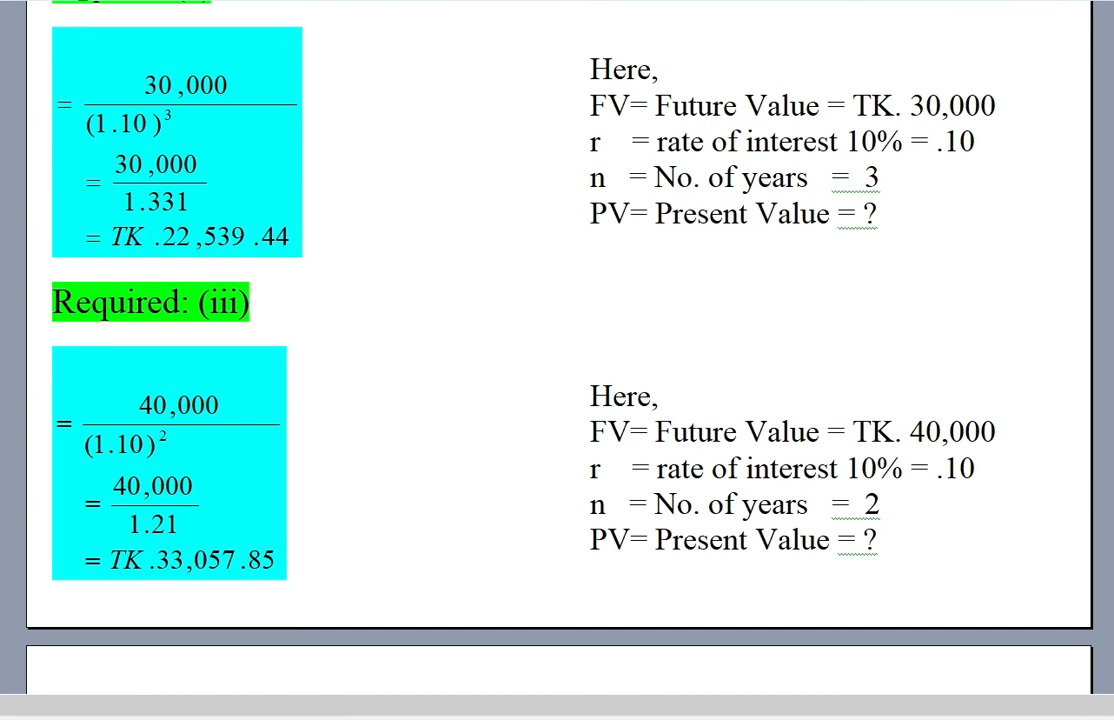 = 30,000 / (1.10)^3
= 30,000 / 1.331
= TK.22,539.44
Here,
FV= Future Value = TK. 30,000
r = rate of interest 10% = .10
n = No. of years = 3
PV= Present Value = ?
Required: (iii)
= 40,000 / (1.10)^2
= 40,000 / 1.21
= TK.33,057.85
Here,
FV= Future Value = TK. 40,000
r = rate of interest 10% = .10
n = No. of years = 2
PV= Present Value = ?